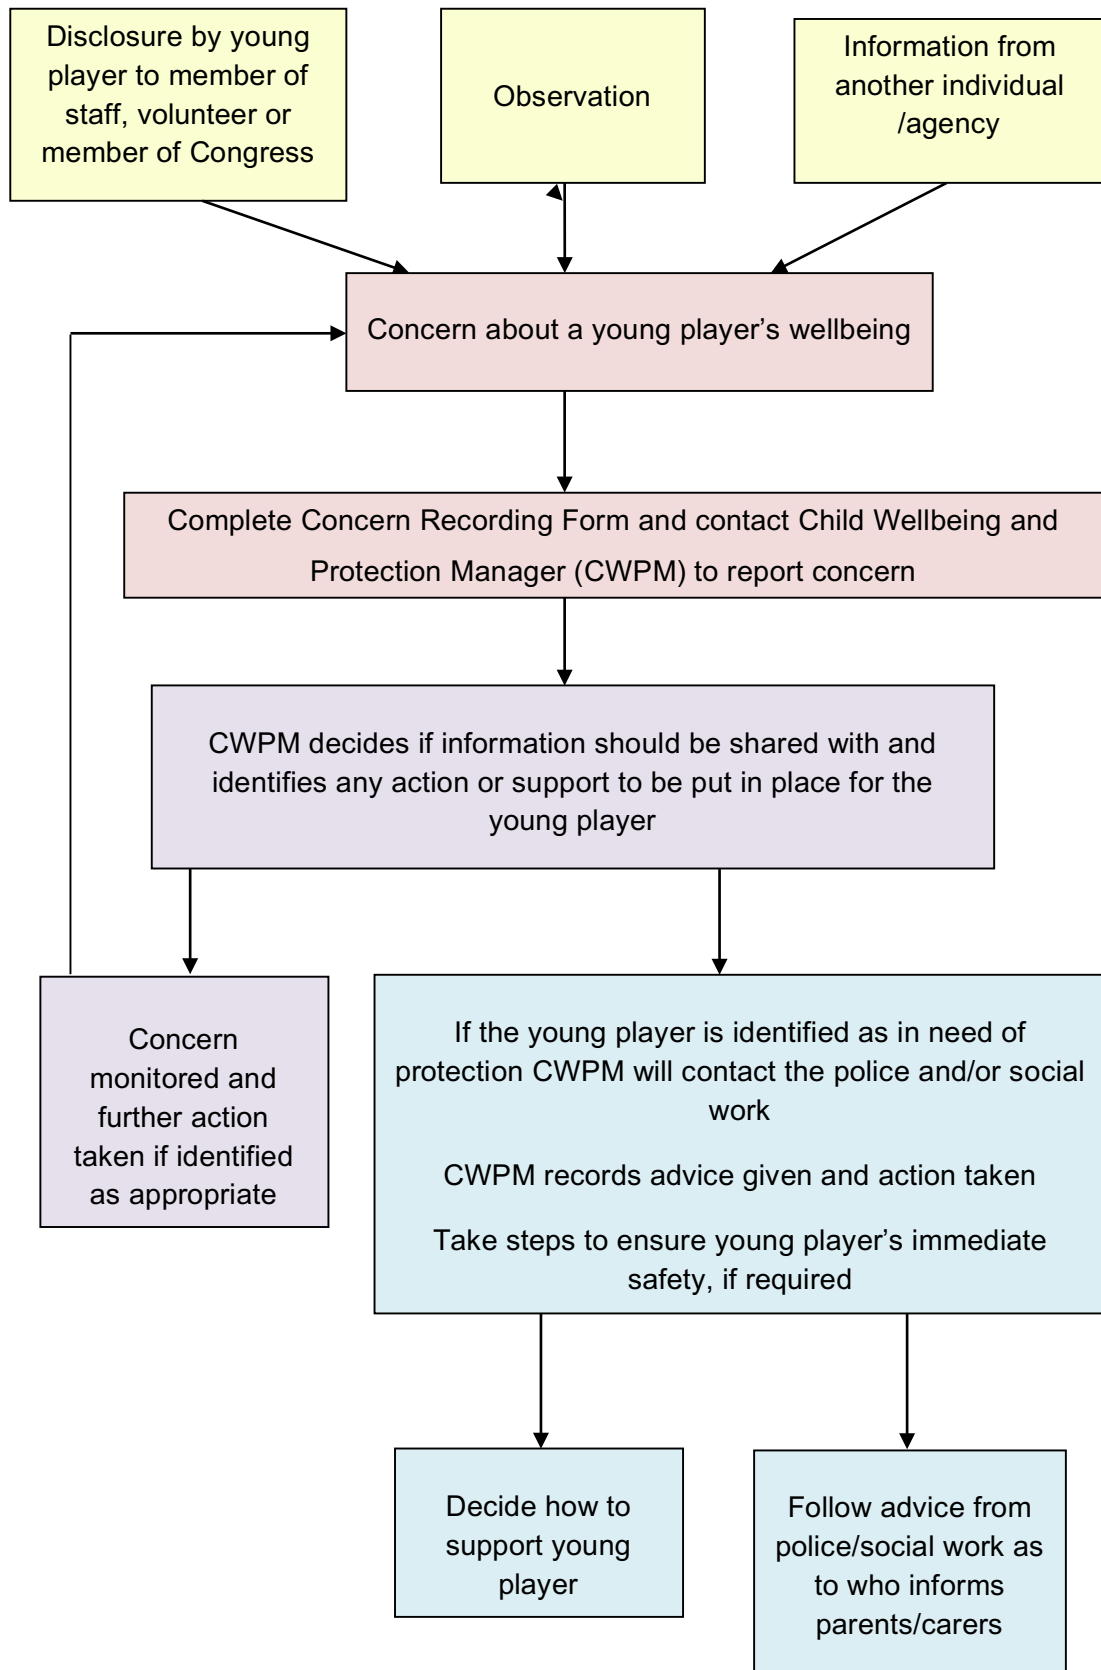 Disclosure by young
player to member of
staff, volunteer or
member of Congress
Observation
Information from
another individual
/agency
Concern about a young player’s wellbeing
Complete Concern Recording Form and contact Child Wellbeing and
Protection Manager (CWPM) to report concern
CWPM decides if information should be shared with and
identifies any action or support to be put in place for the
young player
Concern
monitored and
further action
taken if identified
as appropriate
If the young player is identified as in need of
protection CWPM will contact the police and/or social
work
CWPM records advice given and action taken
Take steps to ensure young player’s immediate
safety, if required
Decide how to
support young
player
Follow advice from
police/social work as
to who informs
parents/carers